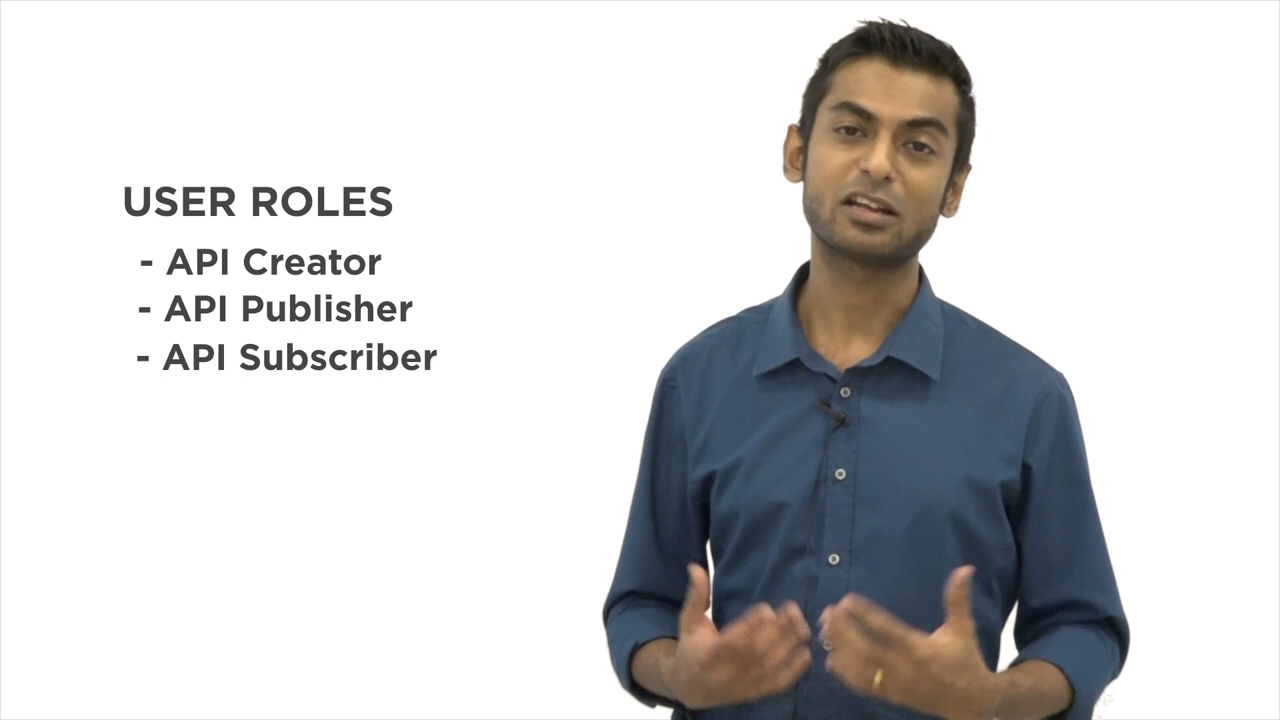 USER ROLES
- API Creator
- API Publisher
- API Subscriber